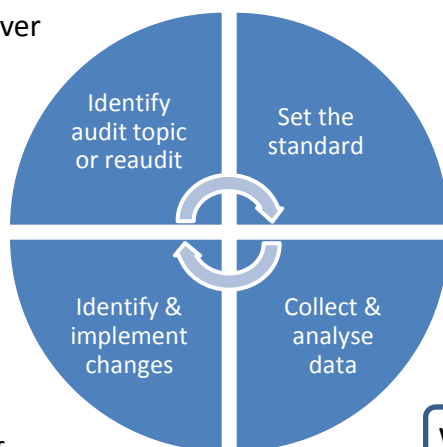 ver
Identify
audit topic
or reaudit
Set the
standard
Identify &
implement
changes
Collect &
analyse
data